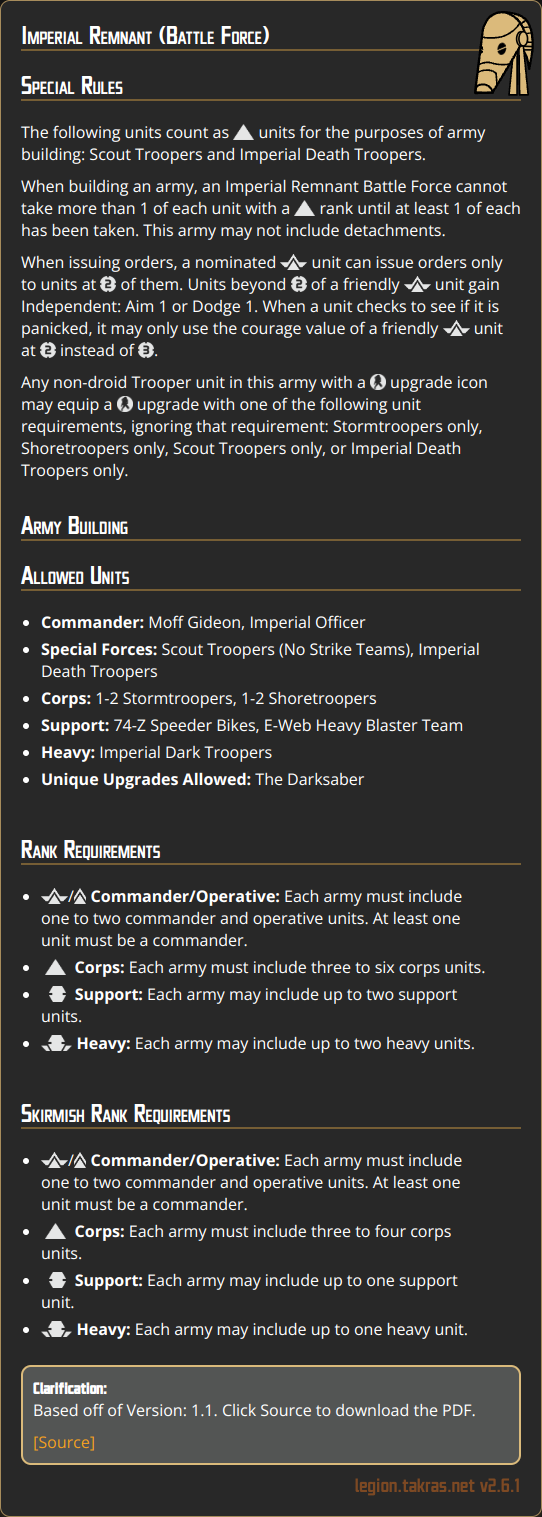 Imperial Remnant (Battle Force)
Special Rules
The following units count as units for the purposes of army
building: Scout Troopers and Imperial Death Troopers.
When building an army, an Imperial Remnant Battle Force cannot
take more than 1 of each unit with a rank until at least 1 of each
has been taken. This army may not include detachments.
When issuing orders, a nominated unit can issue orders only
to units at 2 of them. Units beyond 2 of a friendly unit gain
Independent: Aim 1 or Dodge 1. When a unit checks to see if it is
panicked, it may only use the courage value of a friendly unit
at 2 instead of 3.
Any non-droid Trooper unit in this army with a upgrade icon
may equip a upgrade with one of the following unit
requirements, ignoring that requirement: Stormtroopers only,
Shoretroopers only, Scout Troopers only, or Imperial Death
Troopers only.
Army Building
Allowed Units
• Commander: Moff Gideon, Imperial Officer
• Special Forces: Scout Troopers (No Strike Teams), Imperial
Death Troopers
• Corps: 1-2 Stormtroopers, 1-2 Shoretroopers
• Support: 74-Z Speeder Bikes, E-Web Heavy Blaster Team
• Heavy: Imperial Dark Troopers
• Unique Upgrades Allowed: The Darksaber
Rank Requirements
• / Commander/Operative: Each army must include
one to two commander and operative units. At least one
unit must be a commander.
• Corps: Each army must include three to six corps units.
• Support: Each army may include up to two support
units.
• Heavy: Each army may include up to two heavy units.
Skirmish Rank Requirements
• / Commander/Operative: Each army must include
one to two commander and operative units. At least one
unit must be a commander.
• Corps: Each army must include three to four corps
units.
• Support: Each army may include up to one support
unit.
• Heavy: Each army may include up to one heavy unit.
Clarification:
Based off of Version: 1.1. Click Source to download the PDF.
[Source]
legion.takras.net v2.6.1